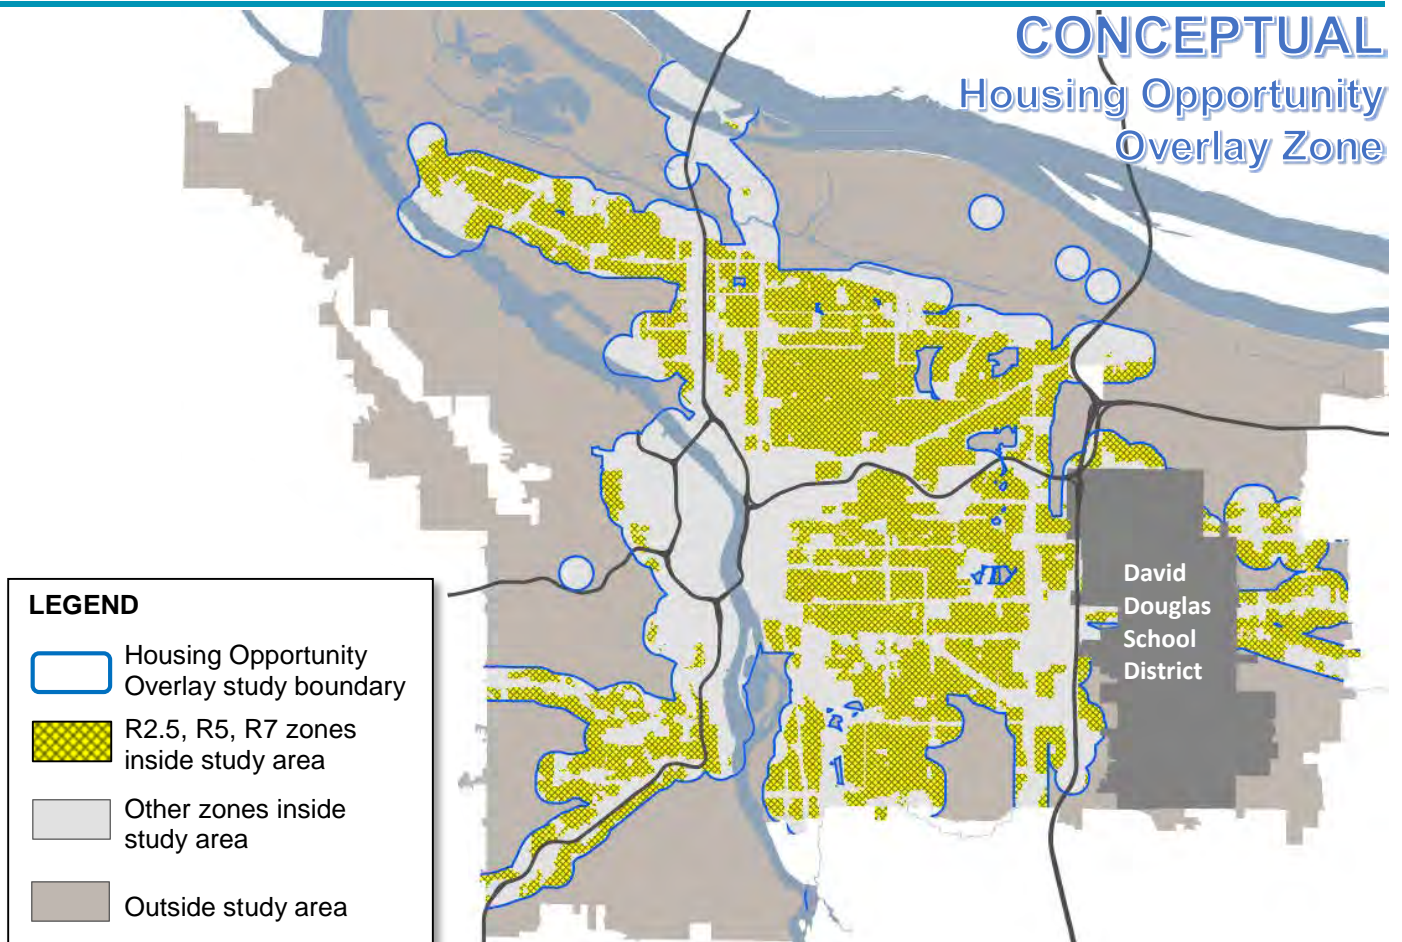 CONCEPTUAL
Housing Opportunity
Overlay Zone
David
Douglas
School
District
LEGEND
Housing Opportunity
Overlay study boundary
R2.5, R5, R7 zones
inside study area
Other zones inside
study area
Outside study area